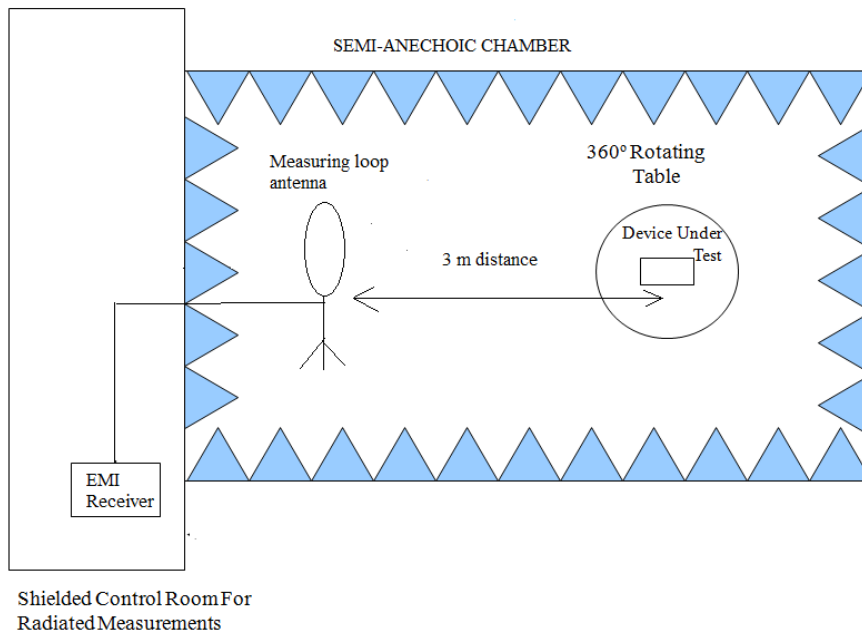 SEMI-ANECHOIC CHAMBER
Measuring loop
antenna
360° Rotating
Table
Device Under
Test
3 m distance
EMI
Receiver
Shielded Control Room For
Radiated Measurements